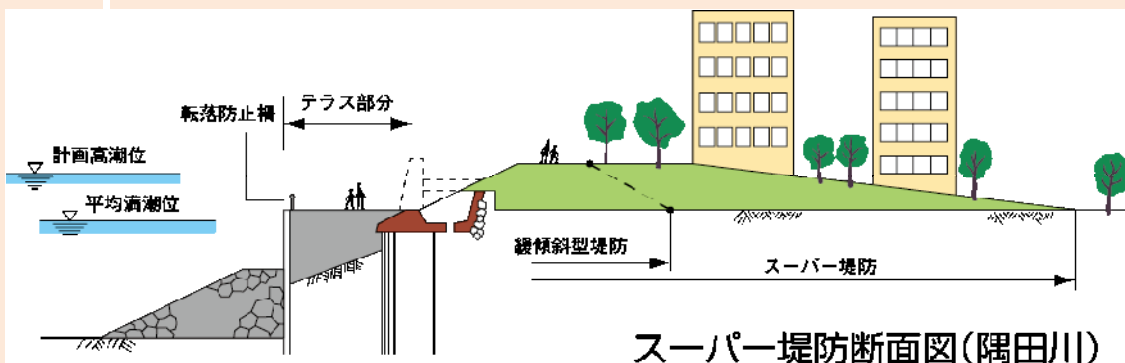 転落防止柵
テラス部分
計画高潮位
平均満潮位
緩傾斜型堤防
スーパー堤防
スーパー堤防断面図(隅田川)